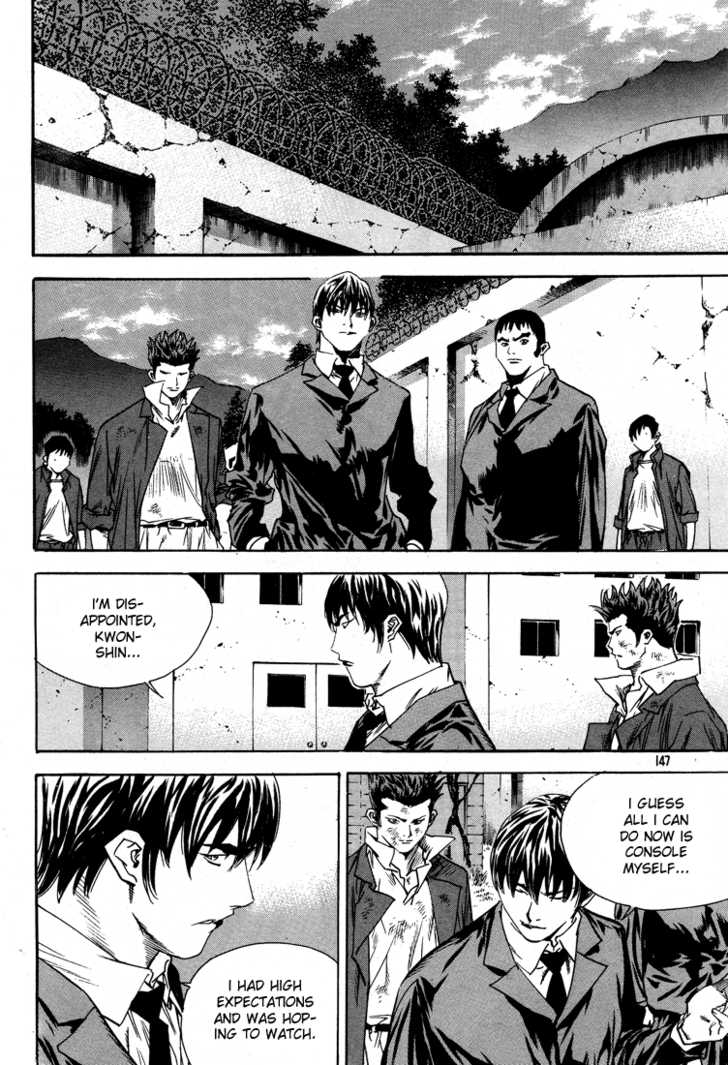 I'M DIS-
APPOINTED,
KWON-
SHIN...
147
I HAD HIGH
EXPECTATIONS
AND WAS HOP-
ING TO WATCH.
I GUESS
ALL I CAN
DO NOW IS
CONSOLE
MYSELF...